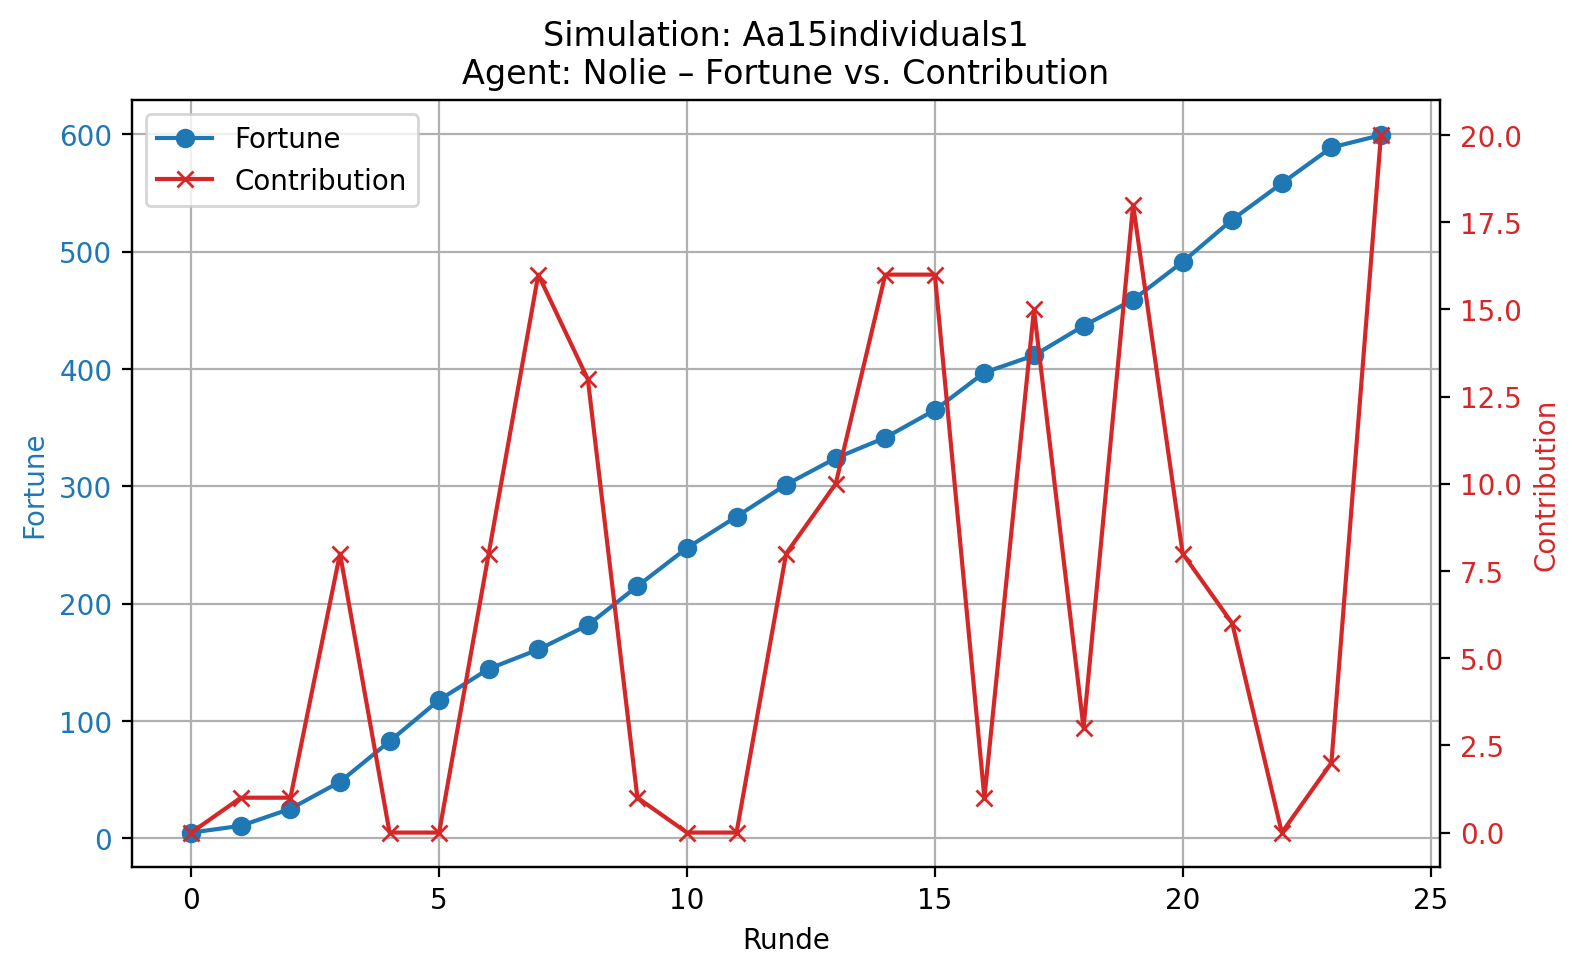 Simulation: Aa15individuals1
Agent: Nolie – Fortune vs. Contribution
Fortune
Contribution
600
500
400
300
200
100
0
Fortune
20.0
17.5
15.0
12.5
10.0
7.5
5.0
2.5
0.0
Contribution
0 5 10 15 20 25
Runde